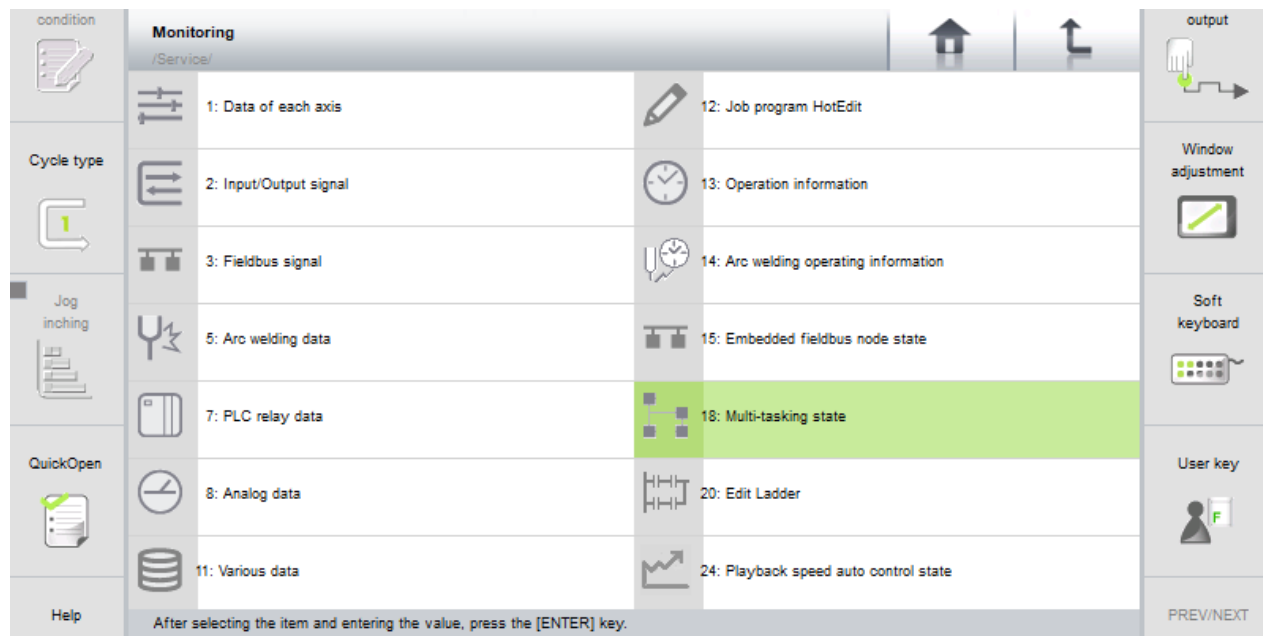 condition
Cycle type
1
Jog
inching
QuickOpen
Help
Monitoring
/Service/
1: Data of each axis
2: Input/Output signal
3: Fieldbus signal
5: Arc welding data
7: PLC relay data
8: Analog data
11: Various data
12: Job program HotEdit
13: Operation information
14: Arc welding operating information
15: Embedded fieldbus node state
18: Multi-tasking state
20: Edit Ladder
24: Playback speed auto control state
After selecting the item and entering the value, press the [ENTER] key.
output
Window
adjustment
Soft
keyboard
User key
F
PREV/NEXT